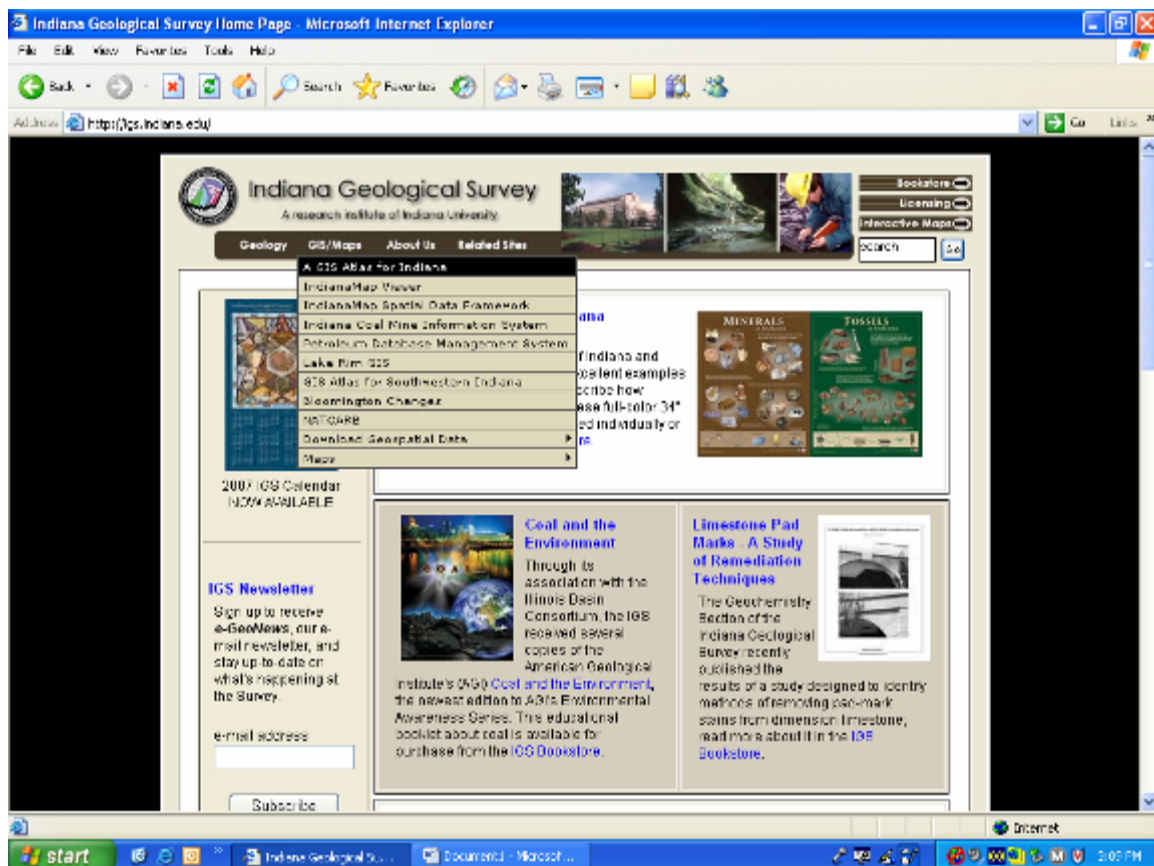 Indiana Geological Survey Home Page - Microsoft Internet Explorer
File Edit View Favorites Tools Help
Back Search Favorites
Address http://igs.indiana.edu/ Go Links
Indiana Geological Survey
A research institute of Indiana University
Bookstore
Licensing
Interactive Maps
Geology GIS/Maps About Us Related Sites
search Go
A GIS Atlas for Indiana
IndianaMap Viewer
IndianaMap Spatial Data Framework
Indiana Coal Mine Information System
Petroleum Database Management System
Lake Rim GIS
GIS Atlas for Southwestern Indiana
Bloomington Changes
NATCARB
Download Geospatial Data
Maps
ana
f Indiana and
xcellent examples
scribe how
ese full-color 34"
ed individually or
re.
MINERALS
FOSSILS
2007 IGS Calendar
NOW AVAILABLE
IGS Newsletter
Sign up to receive
e-GeoNews, our e-
mail newsletter, and
stay up-to-date on
what's happening at
the Survey.
e-mail address
Subscribe
COAL
Coal and the
Environment
Through its
association with the
Illinois Basin
Consortium, the IGS
received several
copies of the
American Geological
Institute's (AGI) Coal and the Environment,
the newest edition to AGI's Environmental
Awareness Series. This educational
booklet about coal is available for
purchase from the IGS Bookstore.
Limestone Pad
Marks - A Study
of Remediation
Techniques
The Geochemistry
Section of the
Indiana Geological
Survey recently
published the
results of a study designed to identify
methods of removing pad-mark
stains from dimension limestone;
read more about it in the IGS
Bookstore.
Internet
start Indiana Geological Su... Document1 - Microsof... 3:09 PM